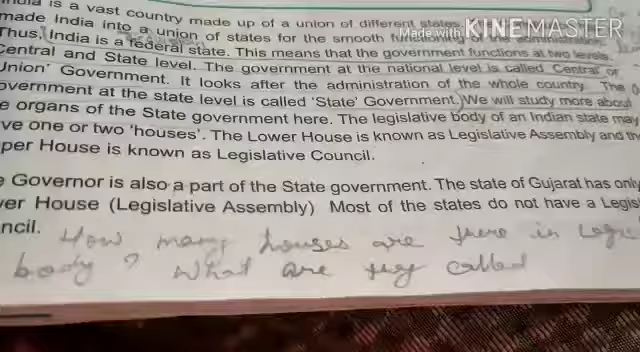 is a vast country made up of a union of different states
made India into a union of states for the smooth functioning of
Made with KINEMASTER
Thus, India is a federal state. This means that the government functions at two levels
Central and State level. The government at the national level is called 'Central' or
Union' Government. It looks after the administration of the whole country. The
overnment at the state level is called 'State' Government. We will study more about
e organs of the State government here. The legislative body of an Indian state may
ve one or two 'houses'. The Lower House is known as Legislative Assembly and the
per House is known as Legislative Council.
Governor is also a part of the State government. The state of Gujarat has only
er House (Legislative Assembly) Most of the states do not have a Legis
ncil.
How many houses are there in
body? What are they called